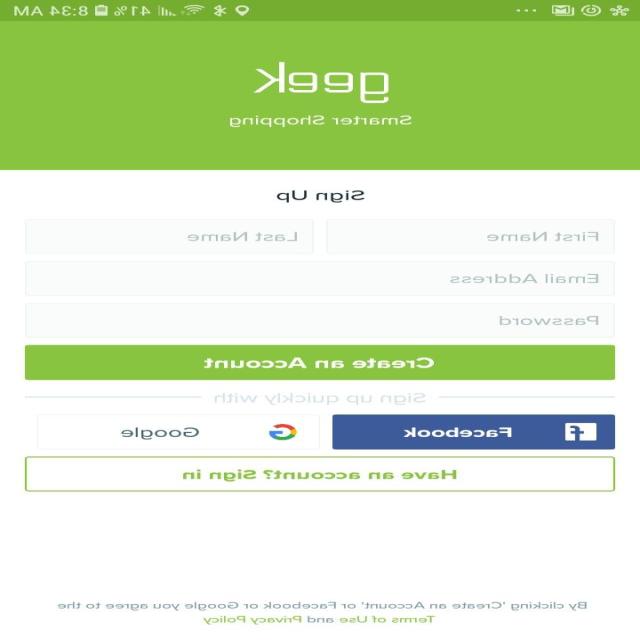 41% 8:34 AM
geek
Smarter Shopping
Sign Up
First Name Last Name
Email Address
Password
Create an Account
Sign up quickly with
Facebook Google
Have an account? Sign in
By clicking 'Create an Account' or Facebook or Google you agree to the
Terms of Use and Privacy Policy